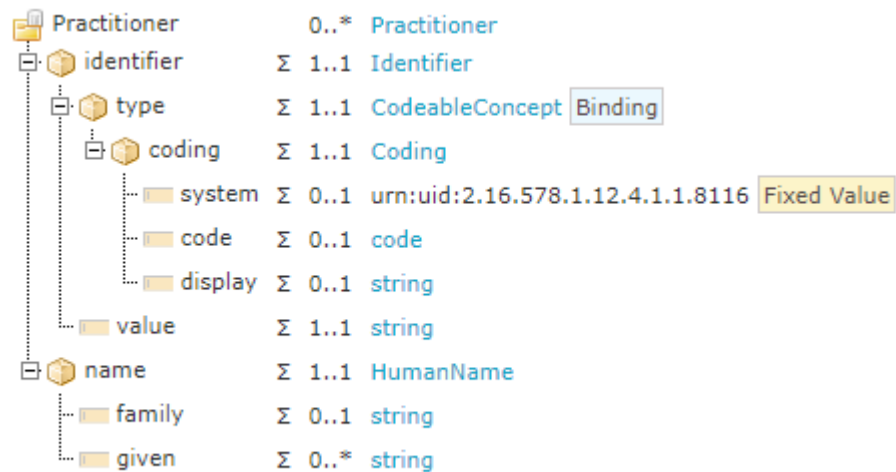 Practitioner 0..* Practitioner
identifier Σ 1..1 Identifier
type Σ 1..1 CodeableConcept Binding
coding Σ 1..1 Coding
system Σ 0..1 urn:uid:2.16.578.1.12.4.1.1.8116 Fixed Value
code Σ 0..1 code
display Σ 0..1 string
value Σ 1..1 string
name Σ 1..1 HumanName
family Σ 0..1 string
given Σ 0..* string